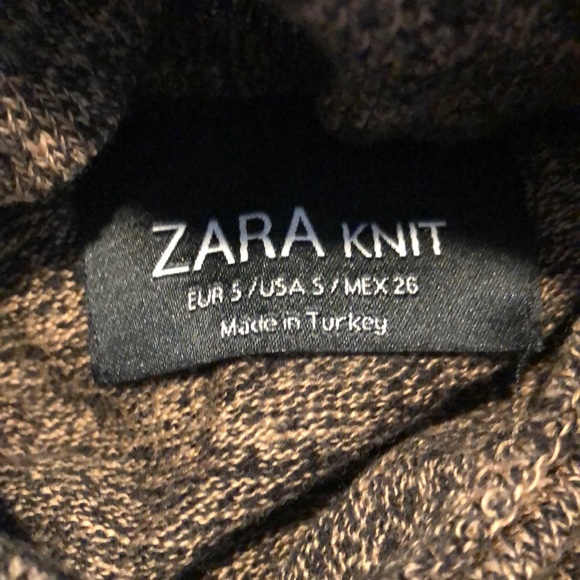 ZARA KNIT
EUR S / USA S / MEX 26
Made in Turkey